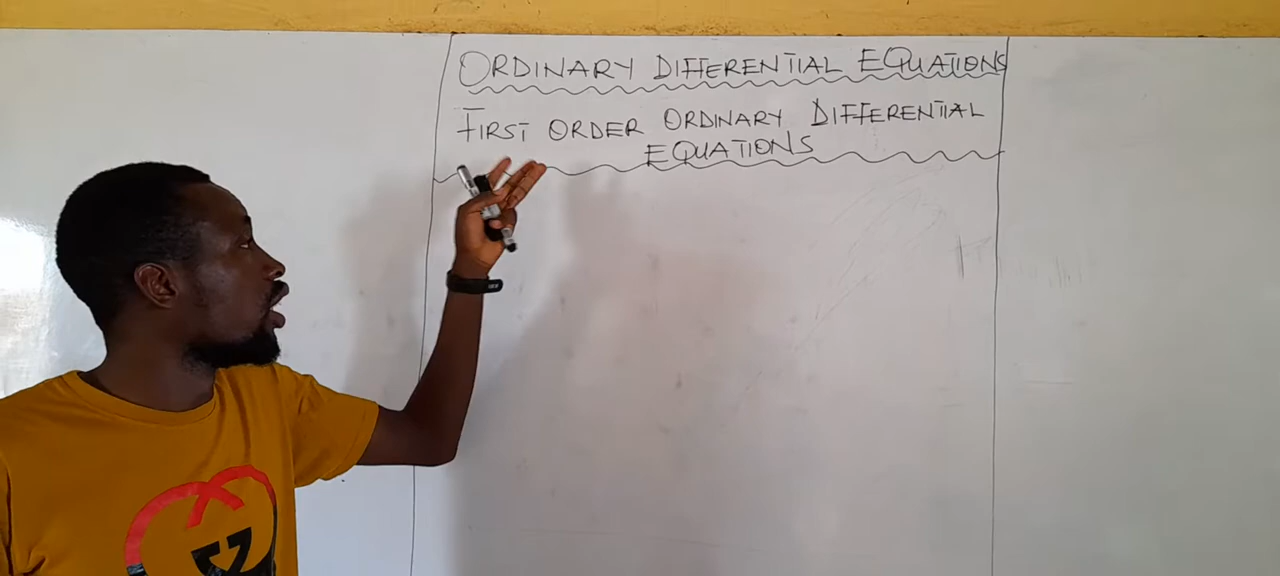 ORDINARY DIFFERENTIAL EQUATIONS
FIRST ORDER ORDINARY DIFFERENTIAL
EQUATIONS